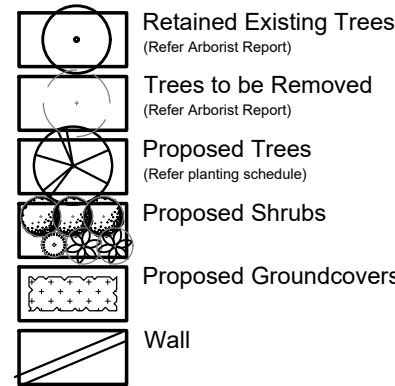 Retained Existing Trees
(Refer Arborist Report)
Trees to be Removed
(Refer Arborist Report)
Proposed Trees
(Refer planting schedule)
Proposed Shrubs
Proposed Groundcovers
Wall